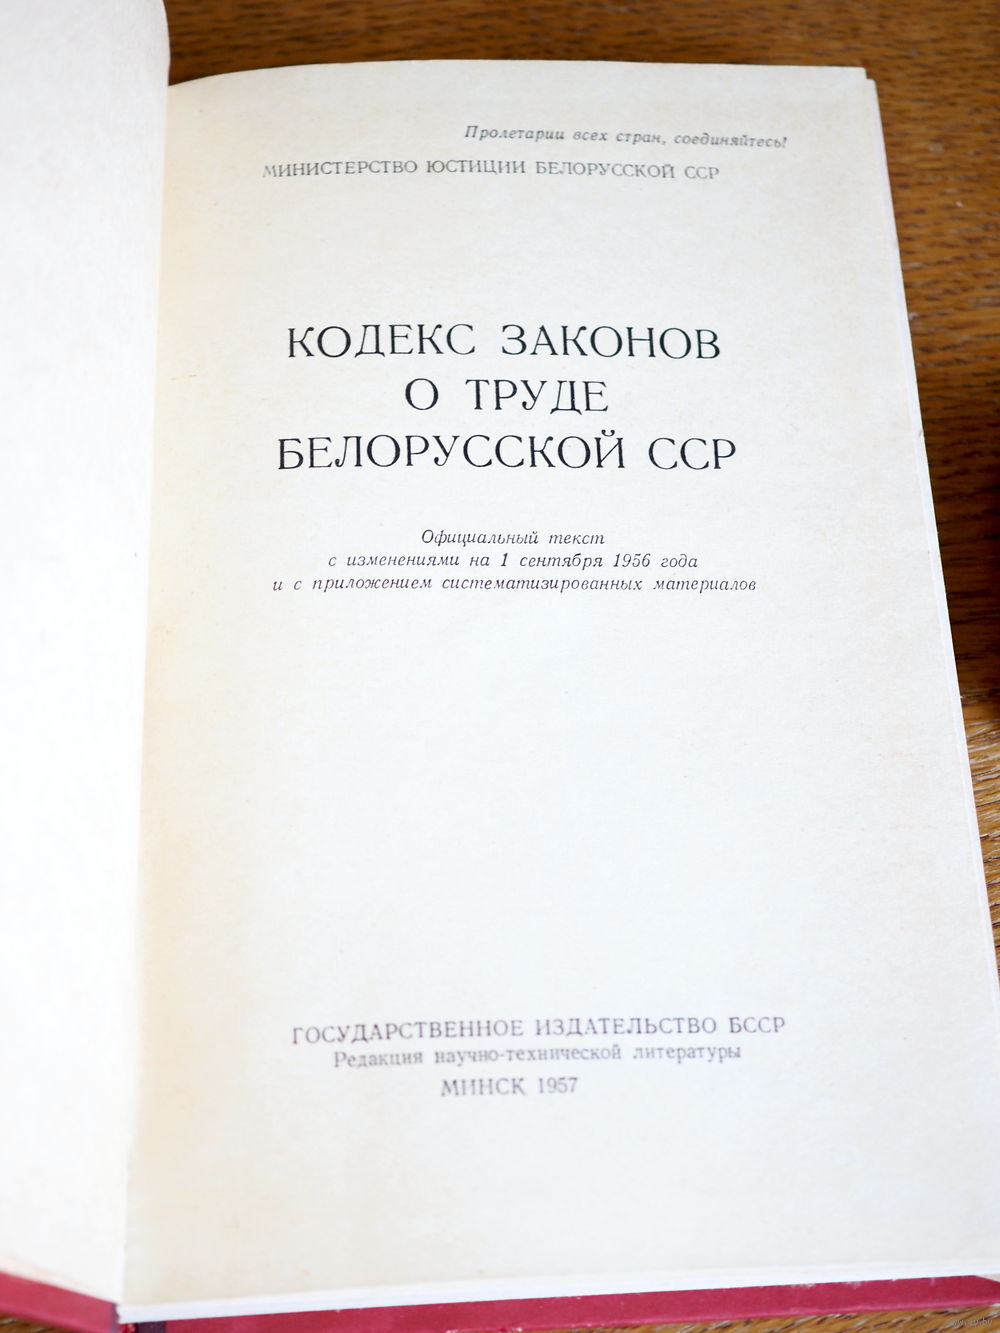 Пролетарии всех стран, соединяйтесь!
МИНИСТЕРСТВО ЮСТИЦИИ БЕЛОРУССКОЙ ССР
КОДЕКС ЗАКОНОВ
О ТРУДЕ
БЕЛОРУССКОЙ ССР
Официальный текст
с изменениями на 1 сентября 1956 года
и с приложением систематизированных материалов
ГОСУДАРСТВЕННОЕ ИЗДАТЕЛЬСТВО БССР
Редакция научно-технической литературы
МИНСК 1957